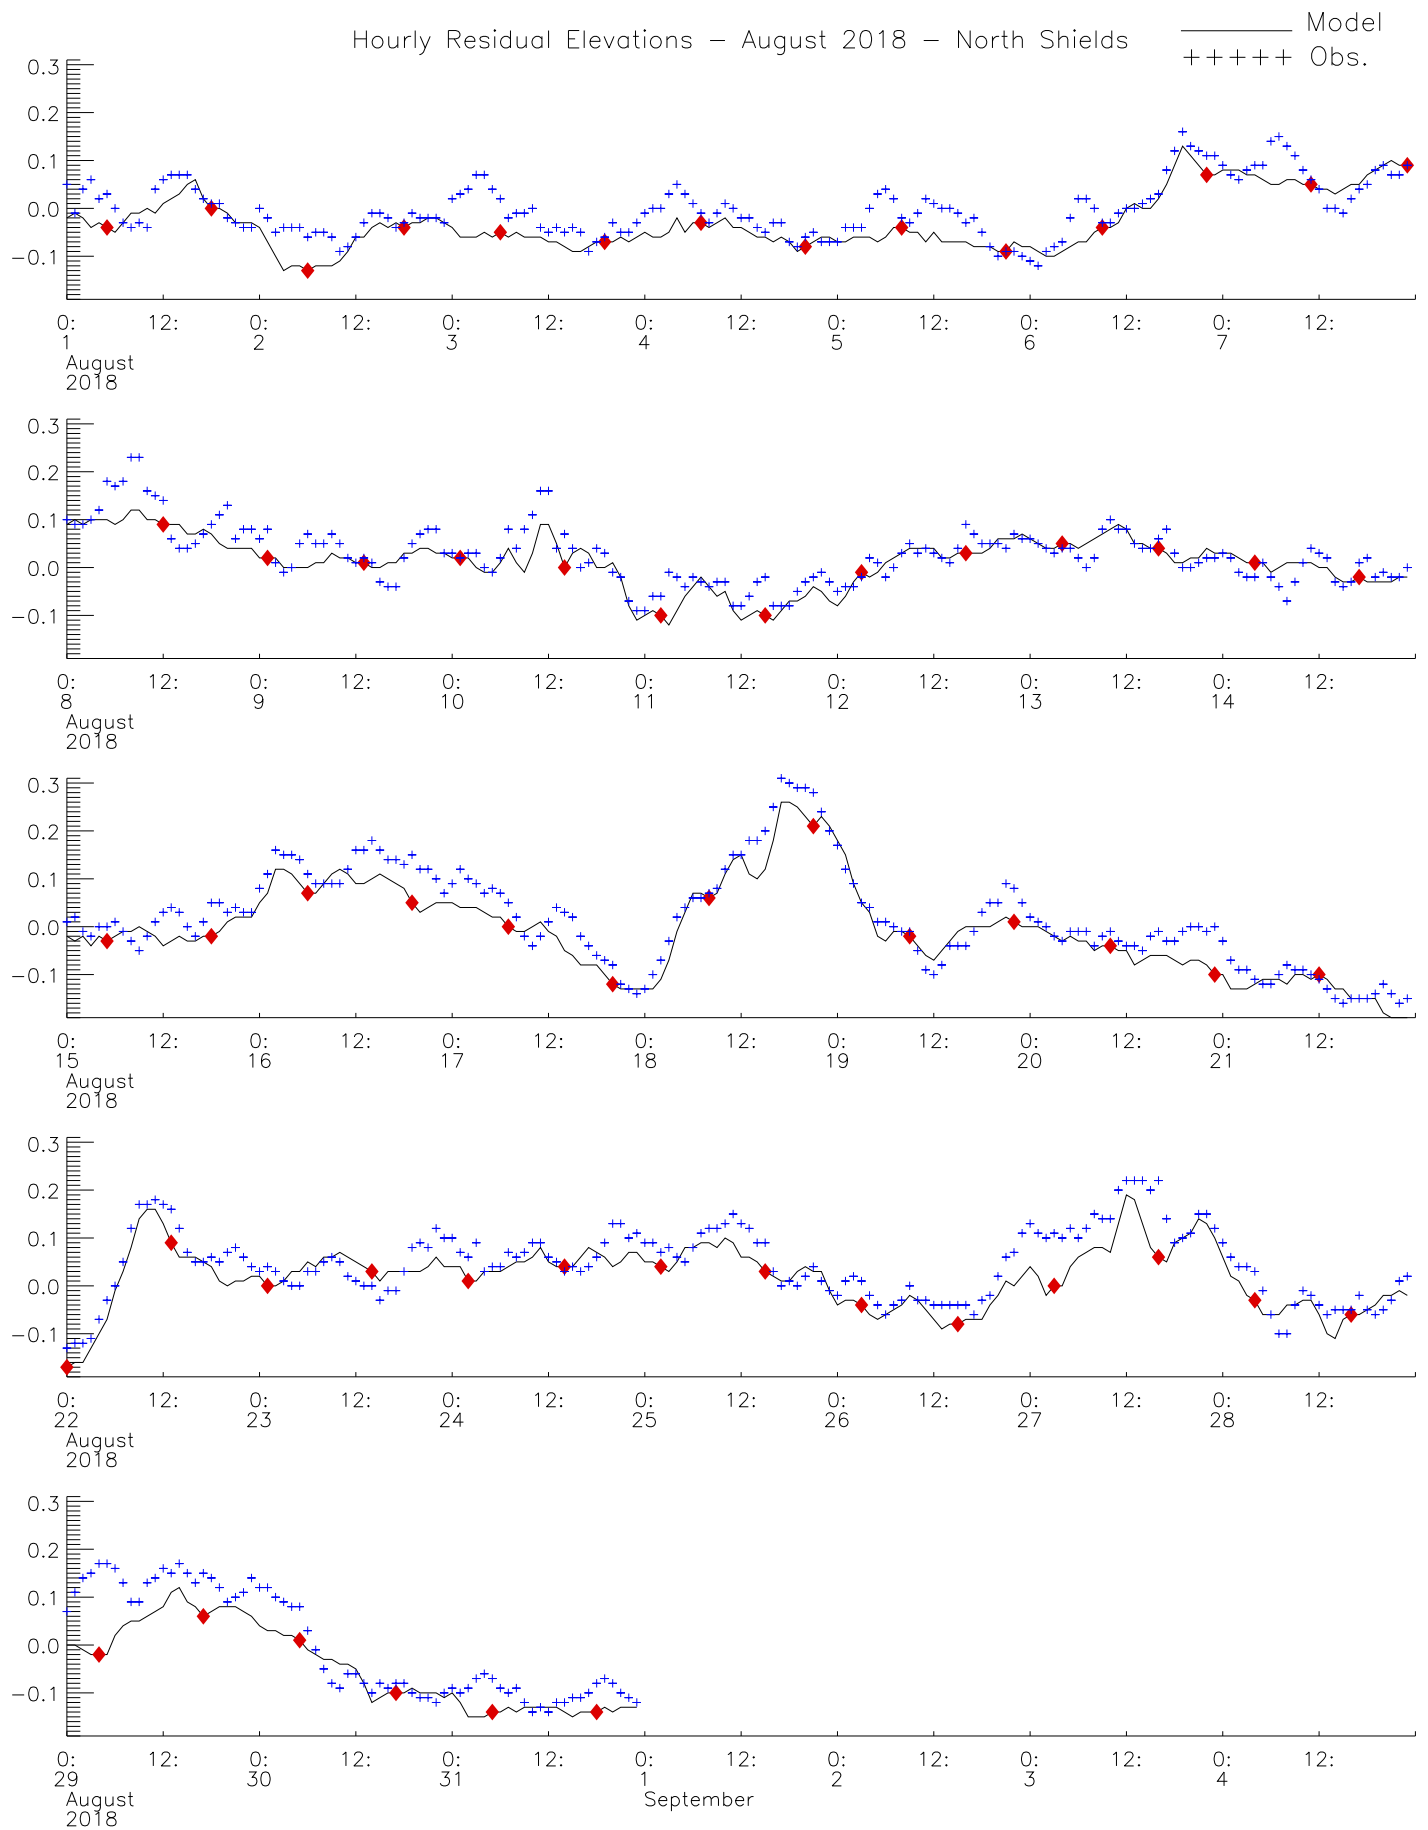 Hourly Residual Elevations – August 2018 – North Shields
Model
+++++ Obs.
0.3
0.2
0.1
0.0
−0.1
0: 12: 0: 12: 0: 12: 0: 12: 0: 12: 0: 12: 0: 12:
1 2 3 4 5 6 7
August
2018
0.3
0.2
0.1
0.0
−0.1
0: 12: 0: 12: 0: 12: 0: 12: 0: 12: 0: 12: 0: 12:
8 9 10 11 12 13 14
August
2018
0.3
0.2
0.1
0.0
−0.1
0: 12: 0: 12: 0: 12: 0: 12: 0: 12: 0: 12: 0: 12:
15 16 17 18 19 20 21
August
2018
0.3
0.2
0.1
0.0
−0.1
0: 12: 0: 12: 0: 12: 0: 12: 0: 12: 0: 12: 0: 12:
22 23 24 25 26 27 28
August
2018
0.3
0.2
0.1
0.0
−0.1
0: 12: 0: 12: 0: 12: 0: 12: 0: 12: 0: 12: 0: 12:
29 30 31 1 2 3 4
August September
2018